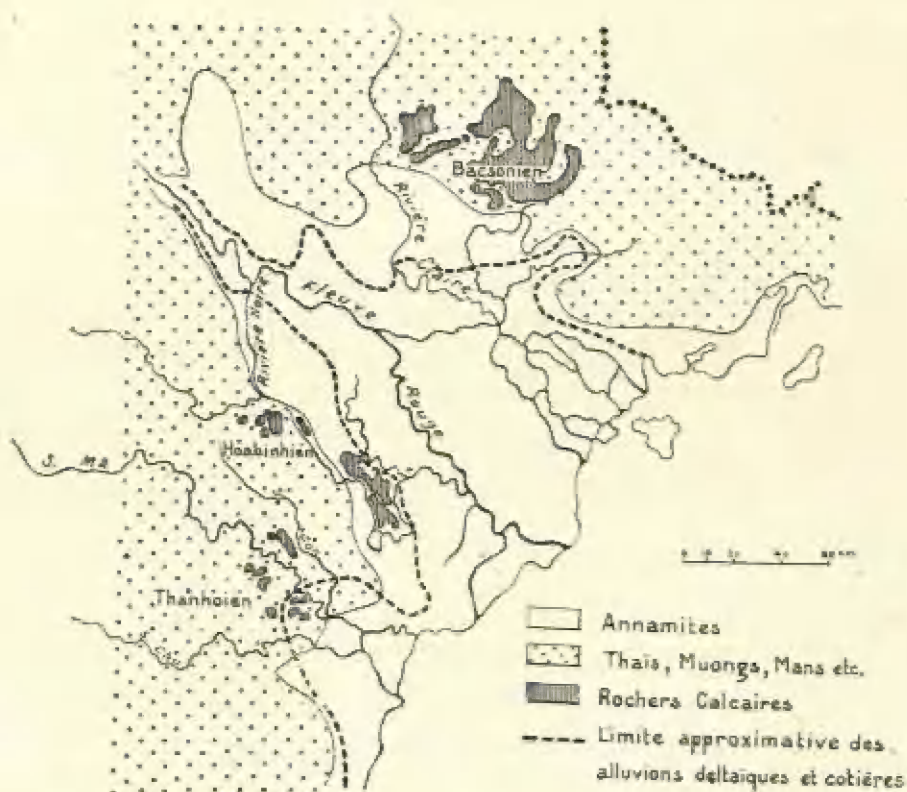 Bacsonien
Rivière Claire
Fleuve Rouge
Rivière Noire
Hoabinhien
S. Ma
Thanhoien
Annamites
Thaïs, Muongs, Mans etc.
Rochers Calcaires
Limite approximative des
alluvions deltaïques et cotières